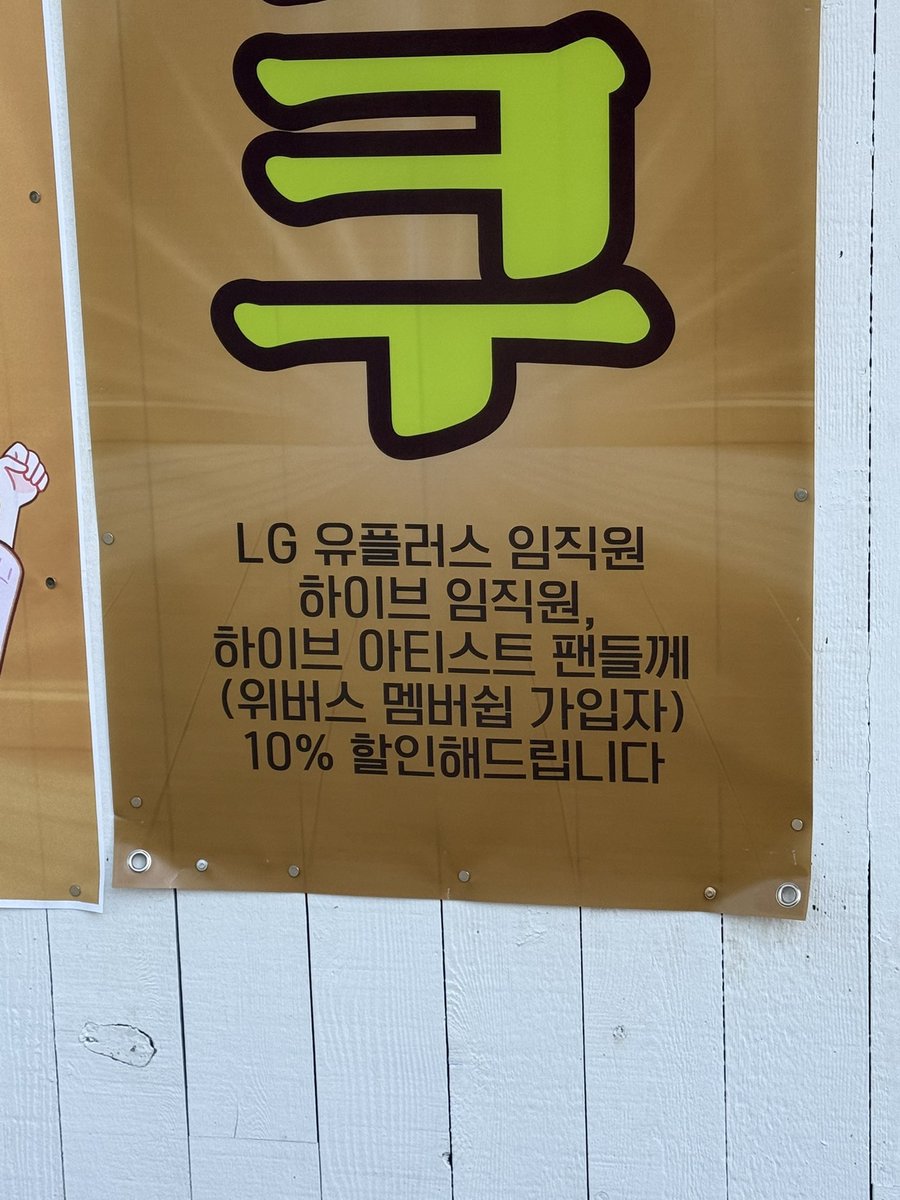 쿠
LG 유플러스 임직원
하이브 임직원,
하이브 아티스트 팬들께
(위버스 멤버쉽 가입자)
10% 할인해드립니다